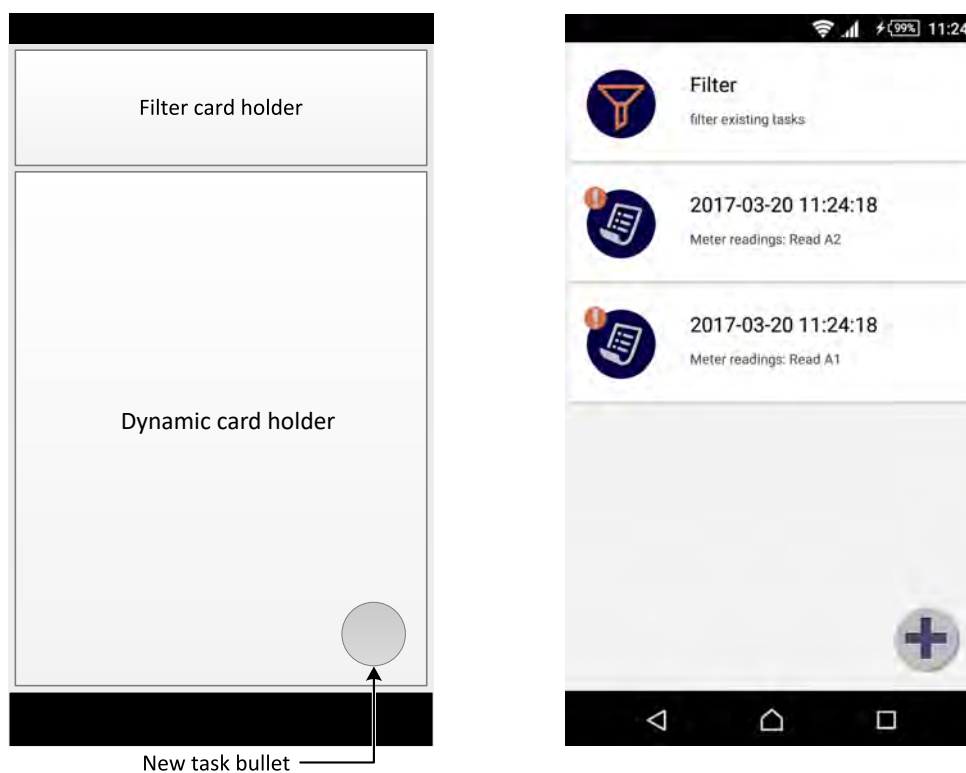 Filter card holder
Dynamic card holder
New task bullet
99% 11:24
Filter
filter existing tasks
2017-03-20 11:24:18
Meter readings: Read A2
2017-03-20 11:24:18
Meter readings: Read A1